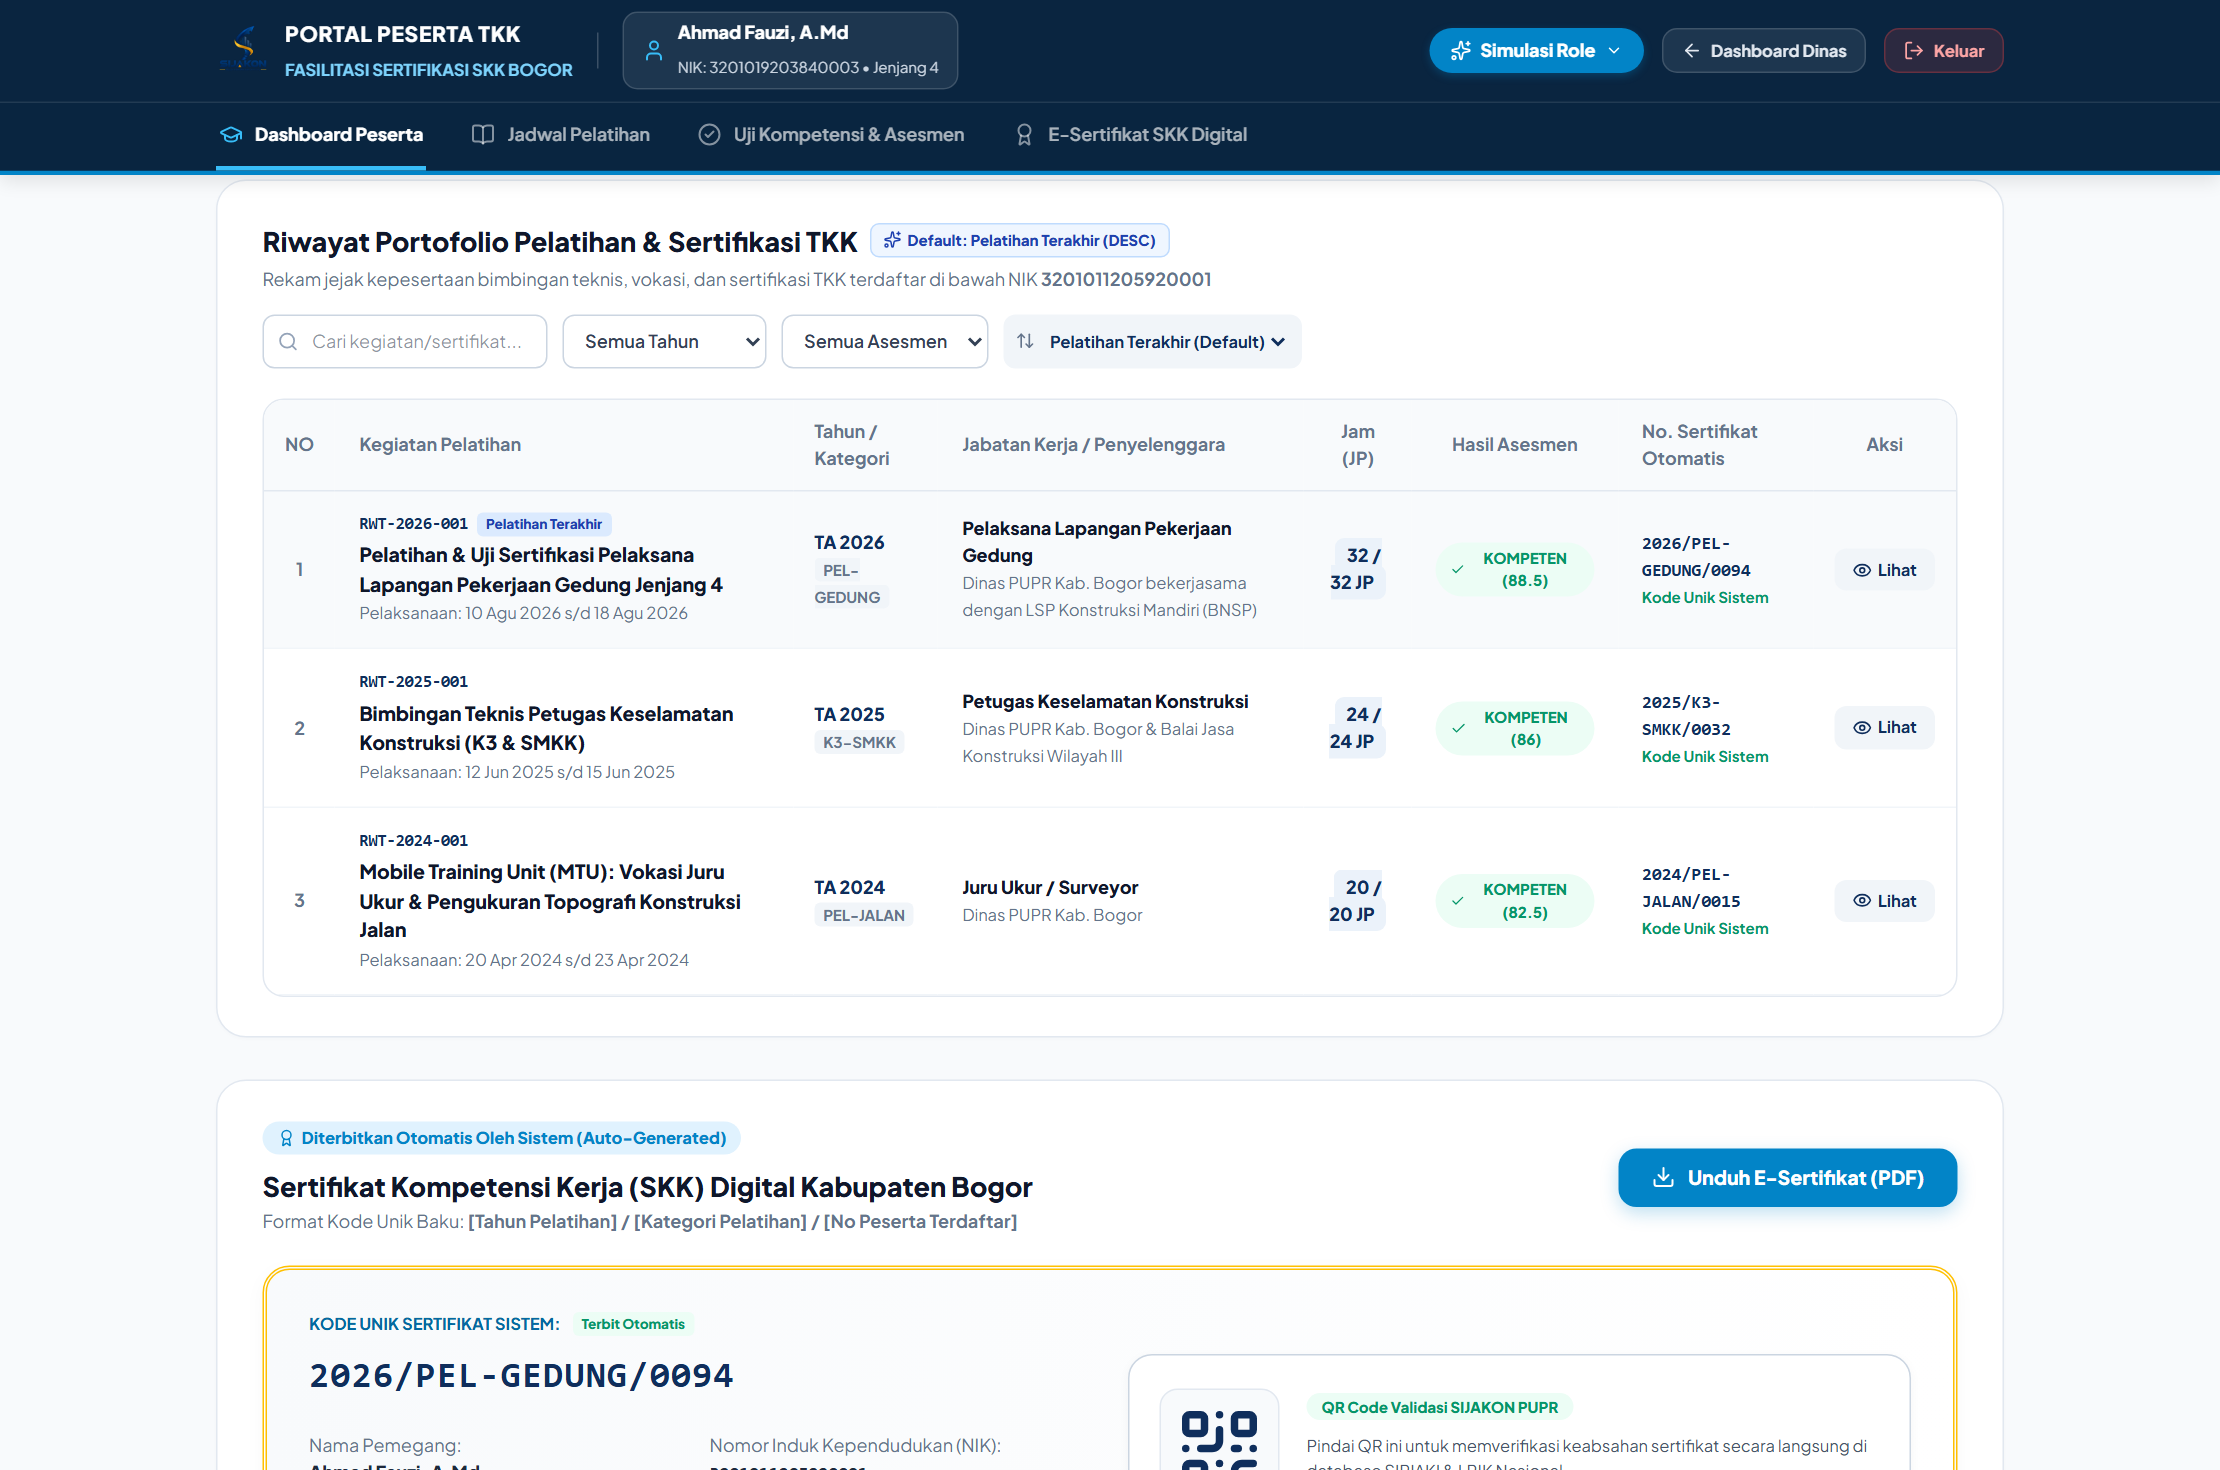 PORTAL PESERTA TKK
FASILITASI SERTIFIKASI SKK BOGOR
Ahmad Fauzi, A.Md
NIK: 3201019203840003 • Jenjang 4
Simulasi Role
Dashboard Dinas
Keluar
Dashboard Peserta
Jadwal Pelatihan
Uji Kompetensi & Asesmen
E-Sertifikat SKK Digital
Riwayat Portofolio Pelatihan & Sertifikasi TKK
Default: Pelatihan Terakhir (DESC)
Rekam jejak kepesertaan bimbingan teknis, vokasi, dan sertifikasi TKK terdaftar di bawah NIK 3201011205920001
Cari kegiatan/sertifikat...
Semua Tahun
Semua Asesmen
Pelatihan Terakhir (Default)
NO
Kegiatan Pelatihan
Tahun /
Kategori
Jabatan Kerja / Penyelenggara
Jam
(JP)
Hasil Asesmen
No. Sertifikat
Otomatis
Aksi
1
RWT-2026-001 Pelatihan Terakhir
Pelatihan & Uji Sertifikasi Pelaksana
Lapangan Pekerjaan Gedung Jenjang 4
Pelaksanaan: 10 Agu 2026 s/d 18 Agu 2026
TA 2026
PEL-
GEDUNG
Pelaksana Lapangan Pekerjaan
Gedung
Dinas PUPR Kab. Bogor bekerjasama
dengan LSP Konstruksi Mandiri (BNSP)
32 /
32 JP
KOMPETEN
(88.5)
2026/PEL-
GEDUNG/0094
Kode Unik Sistem
Lihat
2
RWT-2025-001
Bimbingan Teknis Petugas Keselamatan
Konstruksi (K3 & SMKK)
Pelaksanaan: 12 Jun 2025 s/d 15 Jun 2025
TA 2025
K3-SMKK
Petugas Keselamatan Konstruksi
Dinas PUPR Kab. Bogor & Balai Jasa
Konstruksi Wilayah III
24 /
24 JP
KOMPETEN
(86)
2025/K3-
SMKK/0032
Kode Unik Sistem
Lihat
3
RWT-2024-001
Mobile Training Unit (MTU): Vokasi Juru
Ukur & Pengukuran Topografi Konstruksi
Jalan
Pelaksanaan: 20 Apr 2024 s/d 23 Apr 2024
TA 2024
PEL-JALAN
Juru Ukur / Surveyor
Dinas PUPR Kab. Bogor
20 /
20 JP
KOMPETEN
(82.5)
2024/PEL-
JALAN/0015
Kode Unik Sistem
Lihat
Diterbitkan Otomatis Oleh Sistem (Auto-Generated)
Sertifikat Kompetensi Kerja (SKK) Digital Kabupaten Bogor
Format Kode Unik Baku: [Tahun Pelatihan] / [Kategori Pelatihan] / [No Peserta Terdaftar]
Unduh E-Sertifikat (PDF)
KODE UNIK SERTIFIKAT SISTEM: Terbit Otomatis
2026/PEL-GEDUNG/0094
Nama Pemegang:
Ahmad Fauzi, A.Md
Nomor Induk Kependudukan (NIK):
QR Code Validasi SIJAKON PUPR
Pindai QR ini untuk memverifikasi keabsahan sertifikat secara langsung di